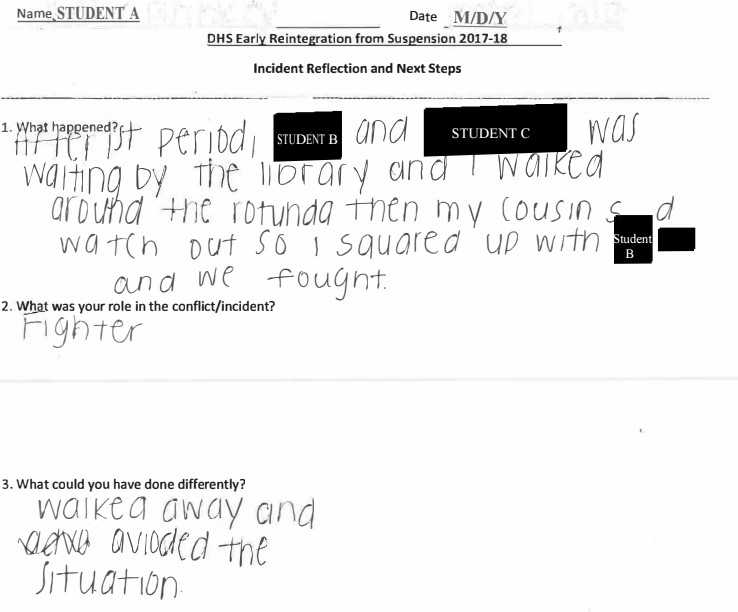 Name STUDENT A
Date M/D/Y
DHS Early Reintegration from Suspension 2017-18
Incident Reflection and Next Steps
1. What happened?
After 1st period, STUDENT B and STUDENT C was
waiting by the library and I walked
around the rotunda then my cousin s d
watch out so I squared up with Student B
and we fought.
2. What was your role in the conflict/incident?
Fighter
3. What could you have done differently?
walked away and
avioded the
situation.